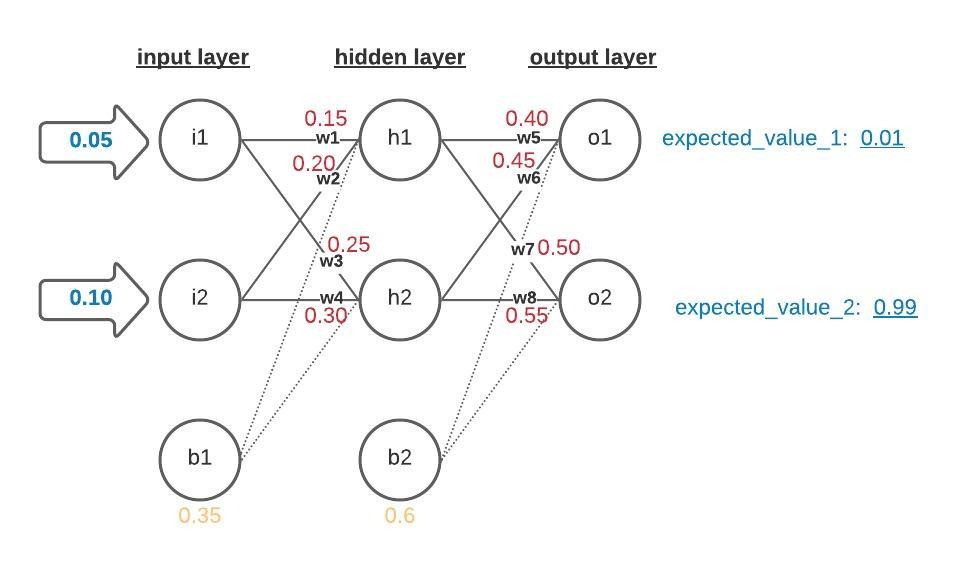 input layer
hidden layer
output layer
0.05
i1
0.15
w1
h1
0.40
w5
o1
expected_value_1: 0.01
0.20
w2
0.45
w6
0.25
w3
w7
0.50
0.10
i2
w4
0.30
h2
w8
0.55
o2
expected_value_2: 0.99
b1
0.35
b2
0.6